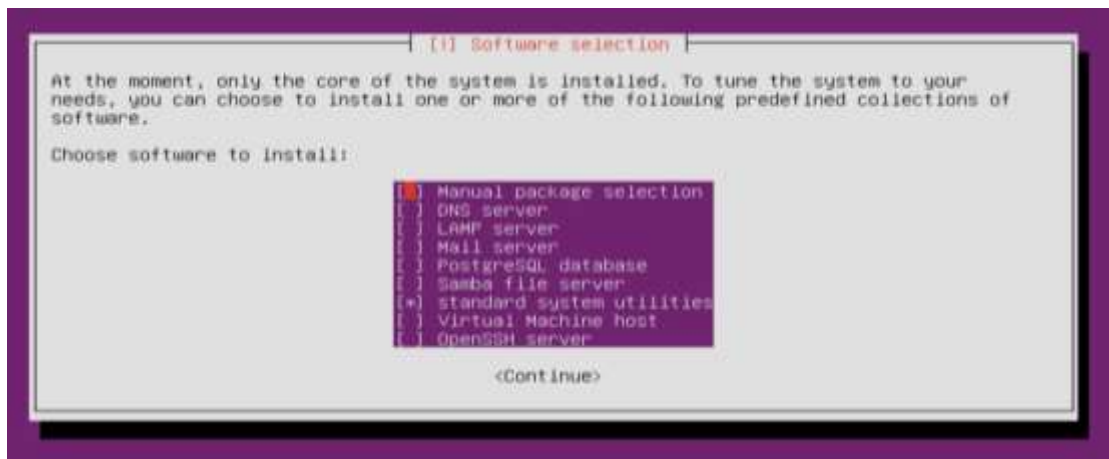 [!] Software selection
At the moment, only the core of the system is installed. To tune the system to your
needs, you can choose to install one or more of the following predefined collections of
software.
Choose software to install:
[ ] Manual package selection
[ ] DNS server
[ ] LAMP server
[ ] Mail server
[ ] PostgreSQL database
[ ] Samba file server
[*] standard system utilities
[ ] Virtual Machine host
[ ] OpenSSH server
<Continue>